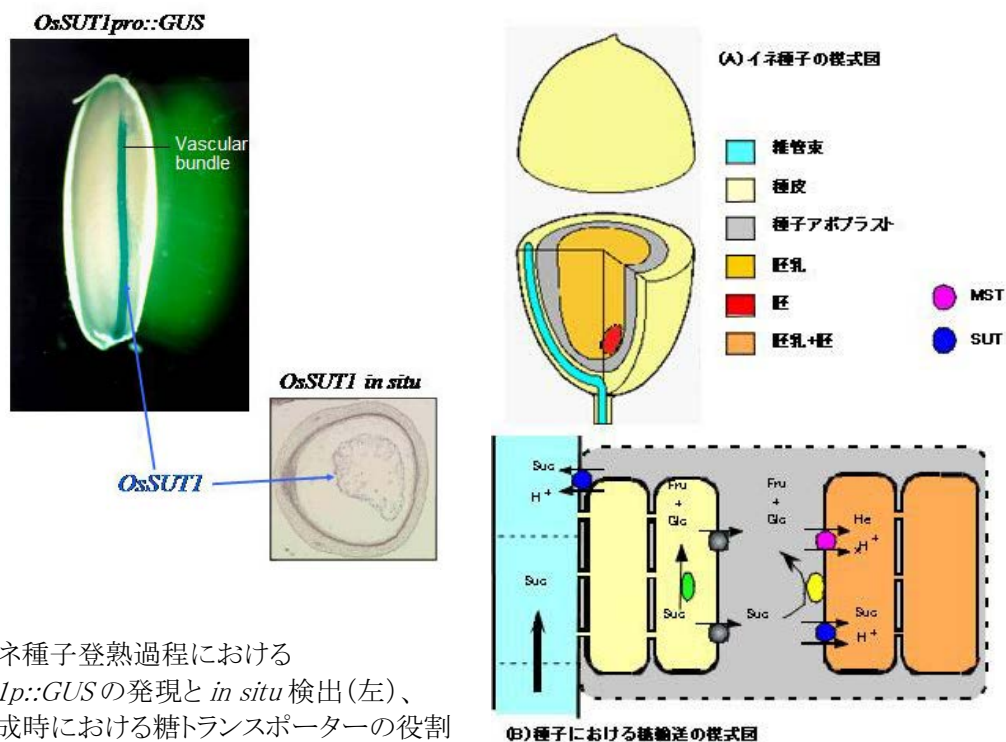 OsSUT1pro::GUS
Vascular
bundle
OsSUT1 in situ
OsSUT1
(A)イネ種子の模式図
維管束
種皮
種子アポプラスト
胚乳
胚
胚乳+胚
MST
SUT
Suc
H+
Suc
Fru
+
Glc
Suc
Fru
+
Glc
Suc
He
H+
Suc
H+
(B)種子における糖輸送の模式図
ネ種子登熟過程における
1p::GUSの発現と in situ 検出(左)、
成時における糖トランスポーターの役割